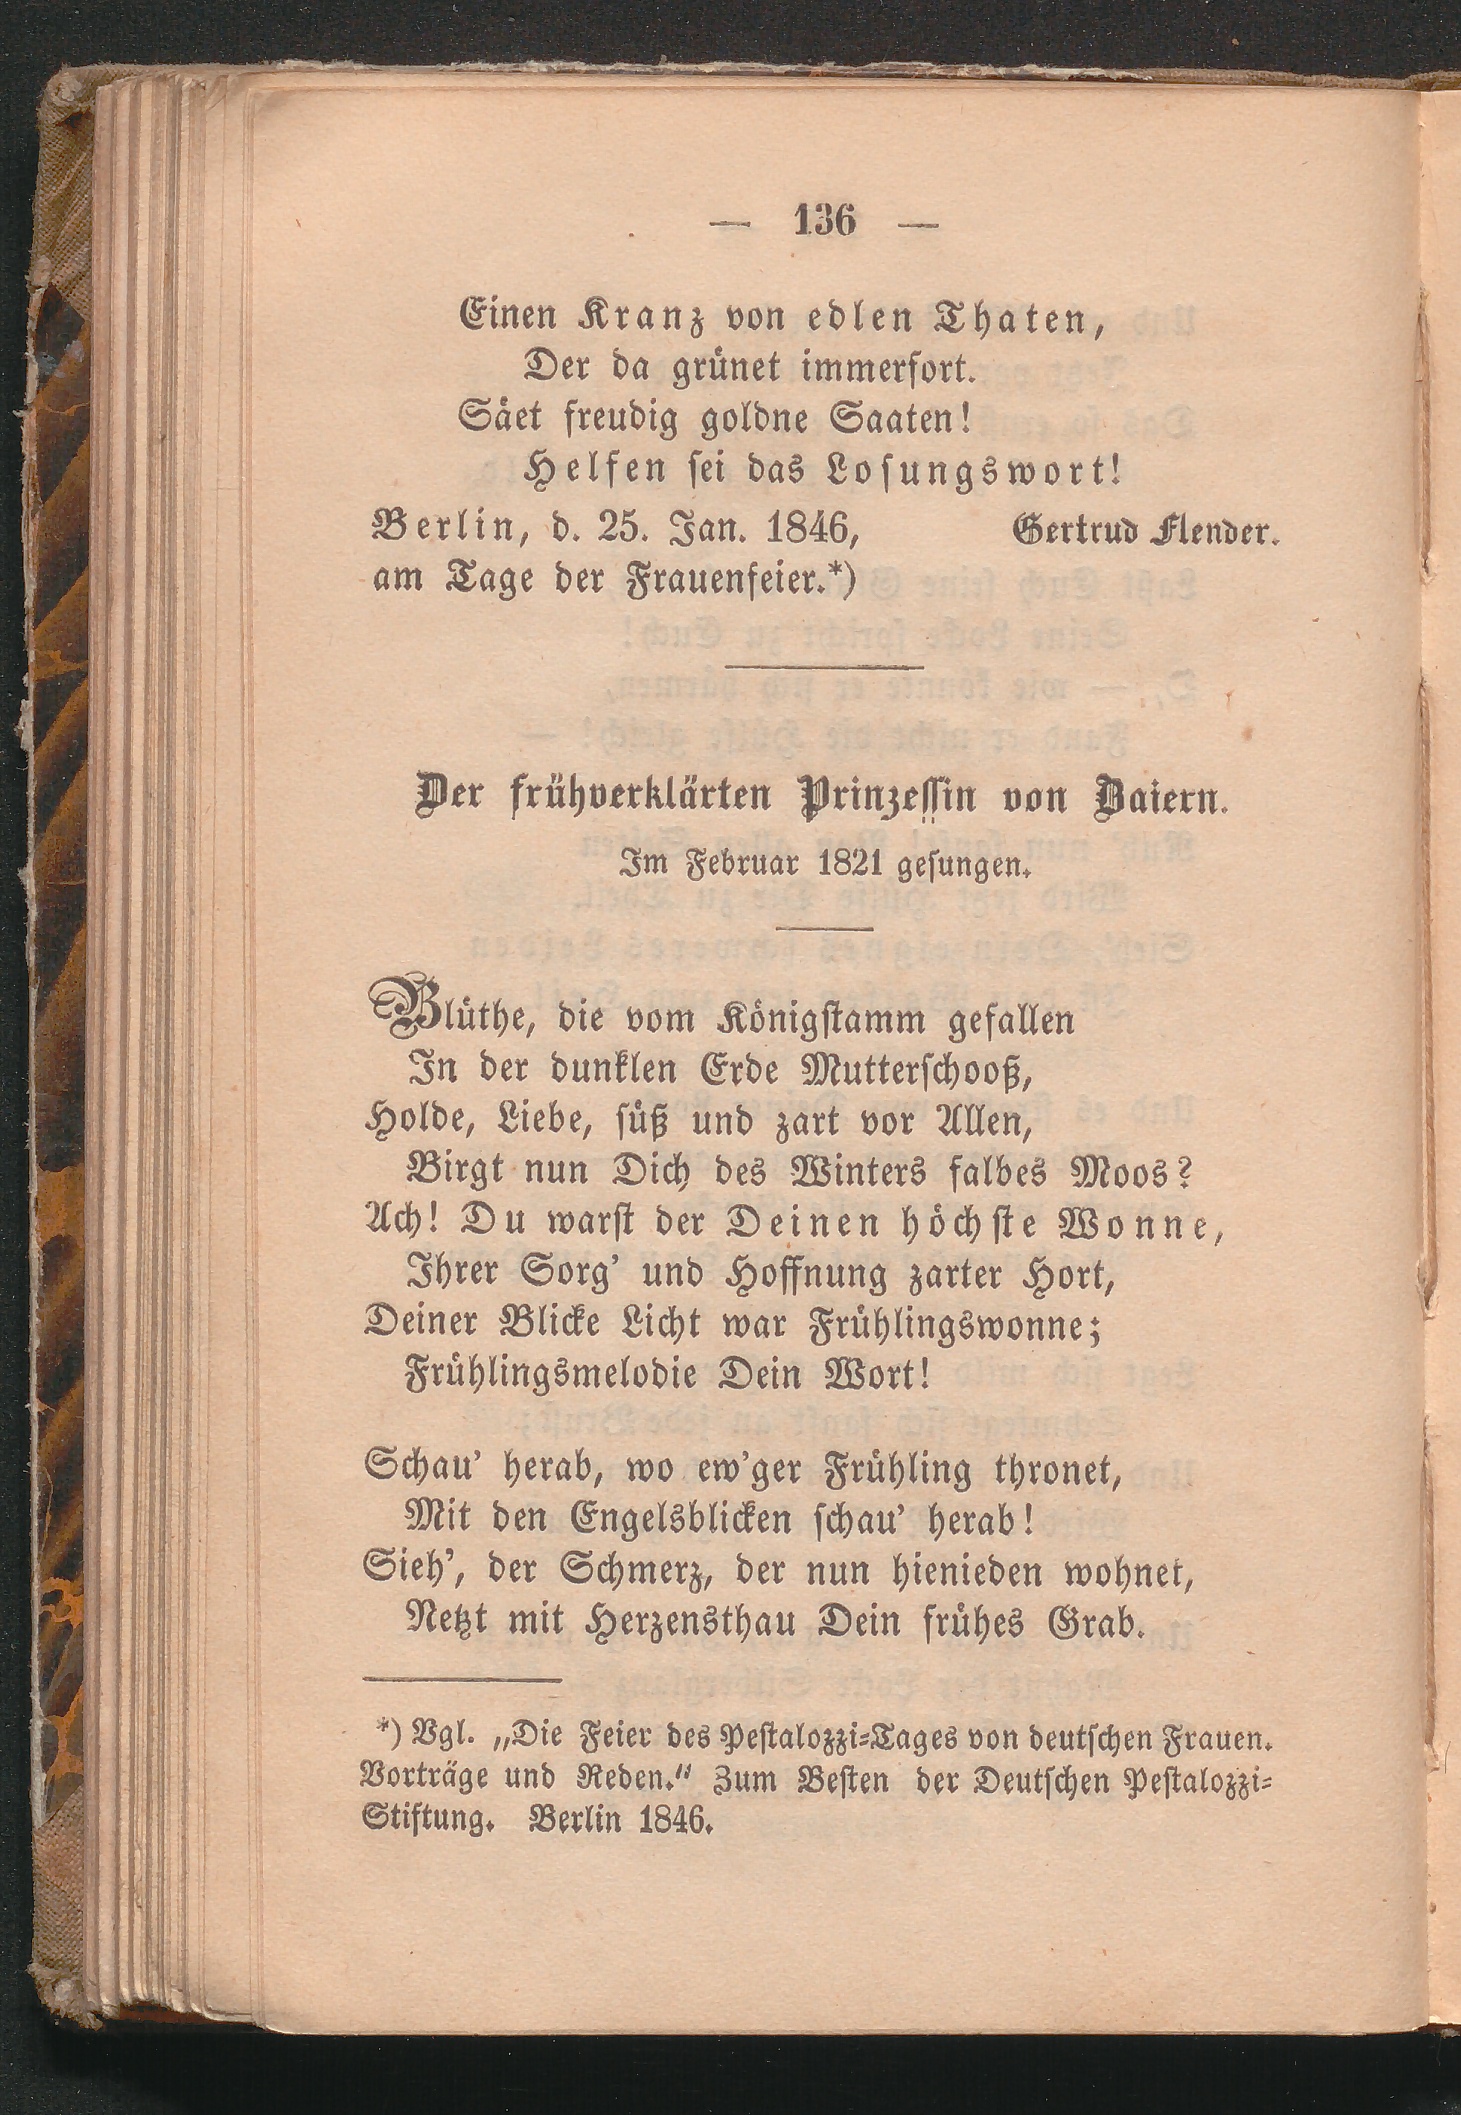 — 136 —
Einen Kranz von edlen Thaten,
Der da grünet immerfort.
Säet freudig goldne Saaten!
Helfen sei das Losungswort!
Berlin, d. 25. Jan. 1846, Gertrud Flender.
am Tage der Frauenfeier.*)
Der frühverklärten Prinzessin von Baiern.
Im Februar 1821 gesungen.
Blüthe, die vom Königstamm gefallen
In der dunklen Erde Mutterschooß,
Holde, Liebe, süß und zart vor Allen,
Birgt nun Dich des Winters falbes Moos?
Ach! Du warst der Deinen höchste Wonne,
Ihrer Sorg' und Hoffnung zarter Hort,
Deiner Blicke Licht war Frühlingswonne;
Frühlingsmelodie Dein Wort!
Schau' herab, wo ew'ger Frühling thronet,
Mit den Engelsblicken schau' herab!
Sieh', der Schmerz, der nun hienieden wohnet,
Netzt mit Herzensthau Dein frühes Grab.
*) Vgl. „Die Feier des Pestalozzi-Tages von deutschen Frauen.
Vorträge und Reden.“ Zum Besten der Deutschen Pestalozzi-
Stiftung. Berlin 1846.